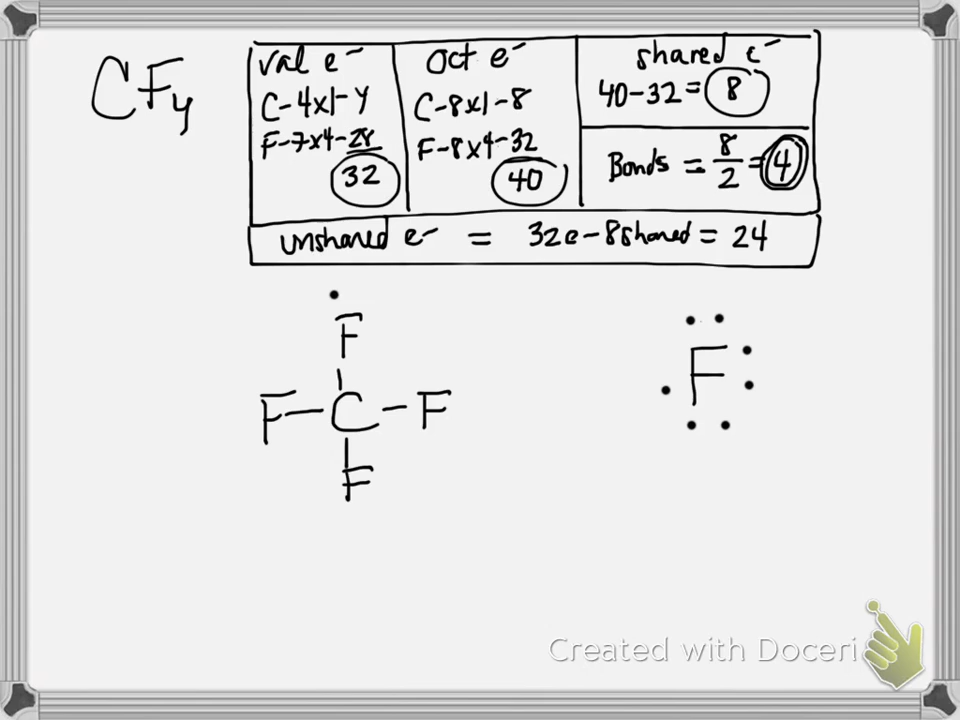 CF4
val e⁻
C-4x1-4
F-7x4-28
32
Oct e⁻
C-8x1-8
F-8x4-32
40
shared e⁻
40-32=8
Bonds = 8/2 = 4
unshared e⁻ = 32e-8shared = 24
F
F-C-F
F
F
Created with Doceri